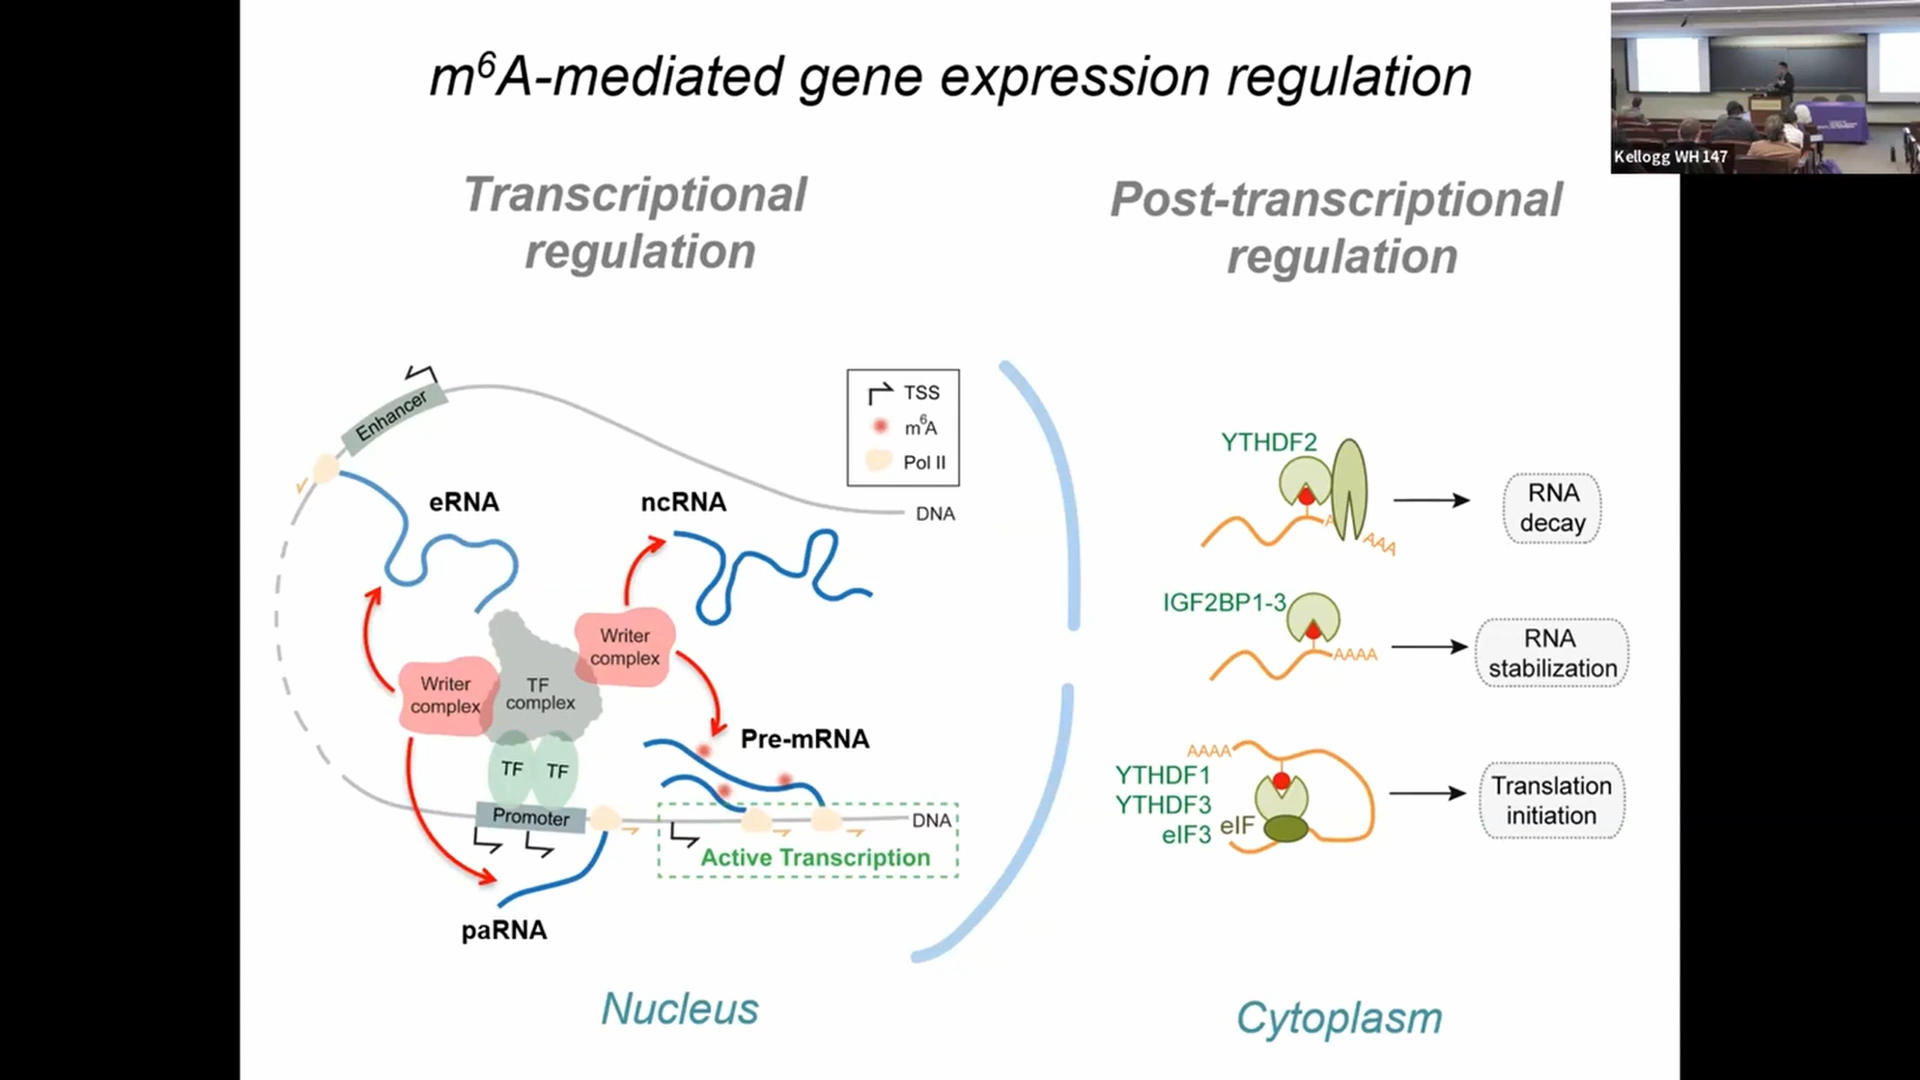 m⁶A-mediated gene expression regulation
Kellogg WH 147
Transcriptional
regulation
Post-transcriptional
regulation
Enhancer
TSS
m⁶A
Pol II
DNA
eRNA
ncRNA
Writer
complex
Writer
complex
TF
complex
TF
TF
Pre-mRNA
Promoter
DNA
Active Transcription
paRNA
Nucleus
YTHDF2
A
AAA
RNA
decay
IGF2BP1-3
AAAA
RNA
stabilization
AAAA
YTHDF1
YTHDF3
eIF3
eIF
Translation
initiation
Cytoplasm